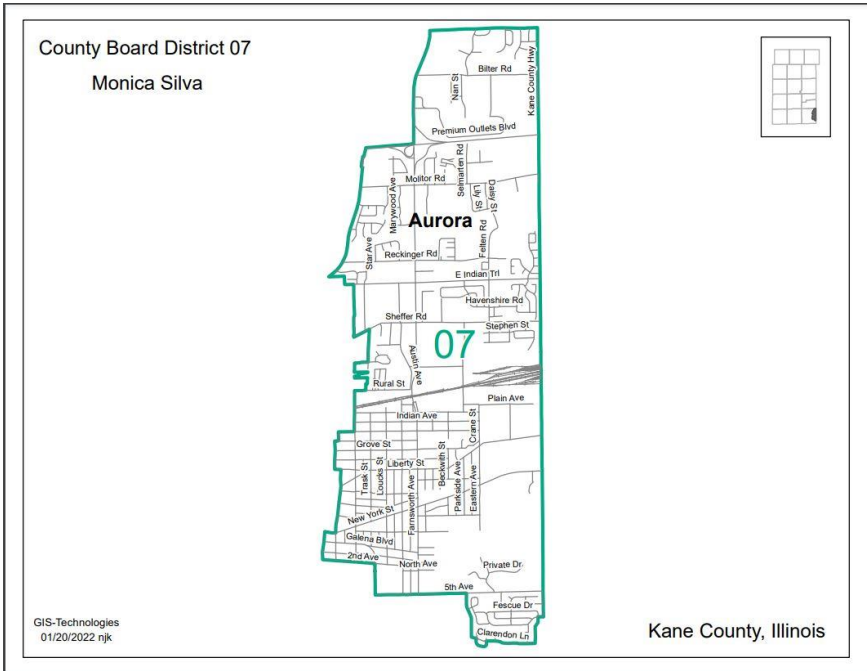 County Board District 07
Monica Silva
Bilter Rd
Nan St
Kane County Hwy
Premium Outlets Blvd
Selmarten Rd
Molitor Rd
Marywood Ave
Lily St
Daisy St
Aurora
Felten Rd
Star Ave
Reckinger Rd
E Indian Trl
Havenshire Rd
Sheffer Rd
Stephen St
07
Austin Ave
Rural St
Plain Ave
Indian Ave
Crane St
Grove St
Liberty St
Beckwith St
Trask St
Loucks St
Farnsworth Ave
Parkside Ave
Eastern Ave
New York St
Galena Blvd
2nd Ave
North Ave
Private Dr
5th Ave
Fescue Dr
Clarendon Ln
GIS-Technologies
01/20/2022 njk
Kane County, Illinois